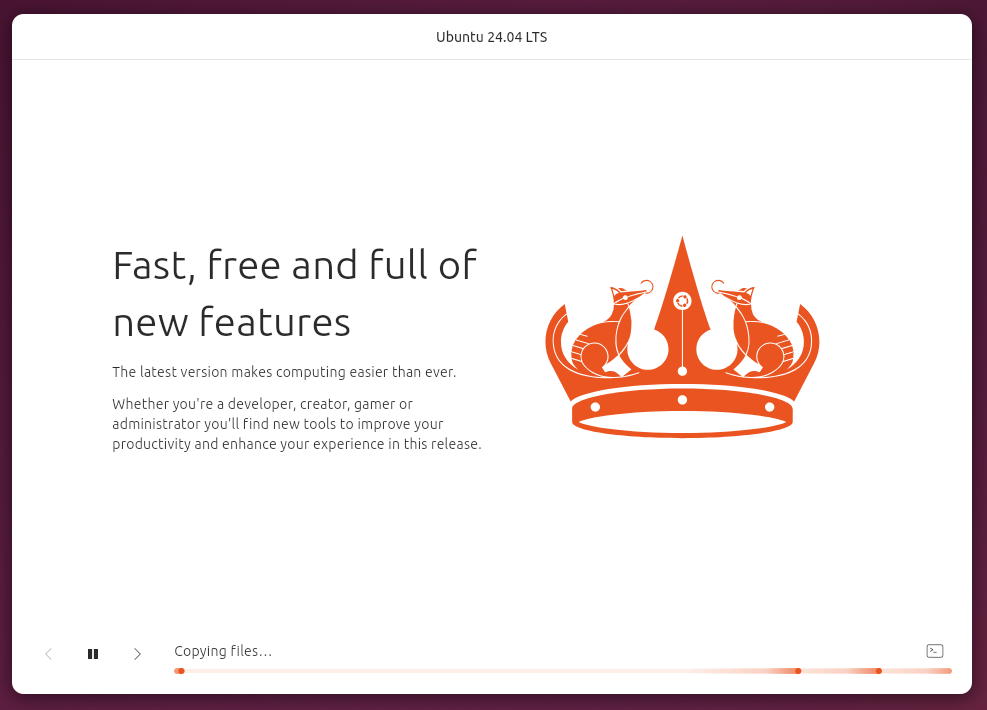 Ubuntu 24.04 LTS
Fast, free and full of
new features
The latest version makes computing easier than ever.
Whether you're a developer, creator, gamer or
administrator you'll find new tools to improve your
productivity and enhance your experience in this release.
Copying files…